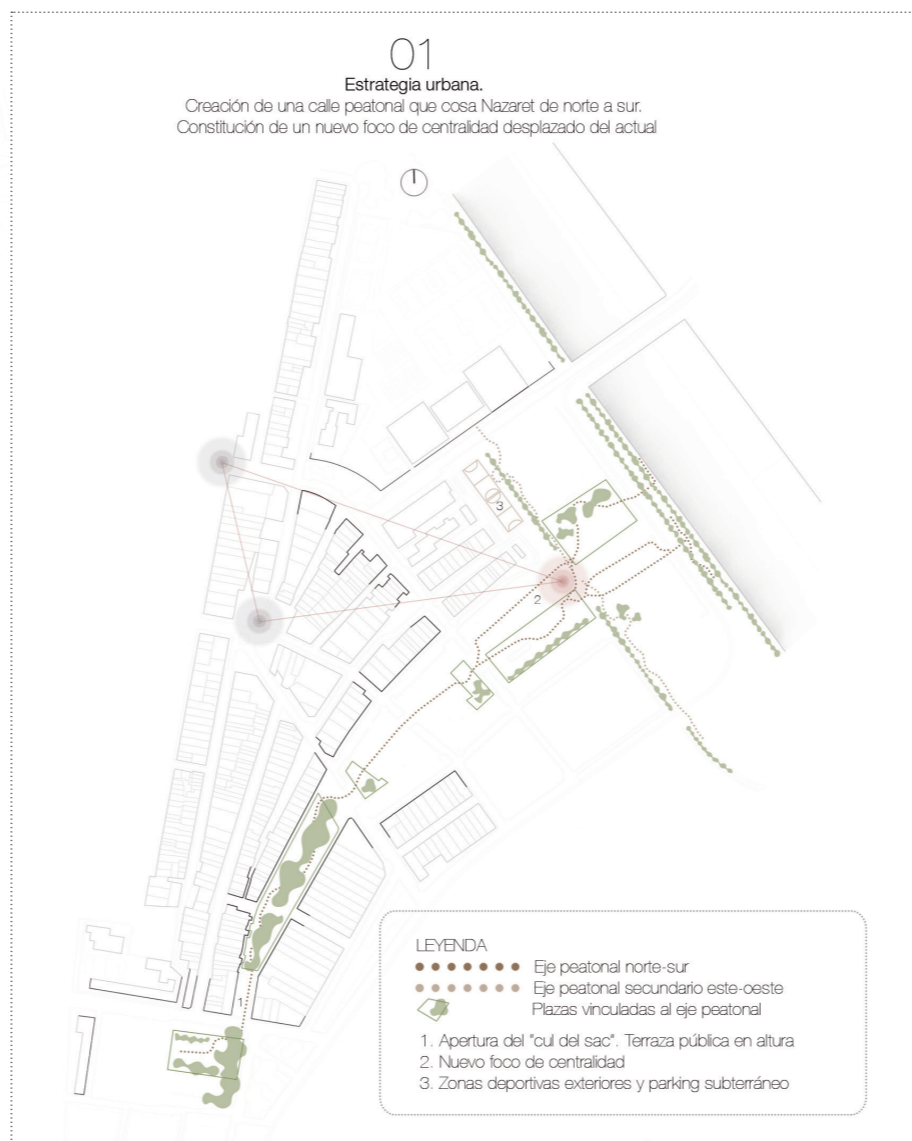 01
Estrategia urbana.
Creación de una calle peatonal que cosa Nazaret de norte a sur.
Constitución de un nuevo foco de centralidad desplazado del actual
3
2
1
LEYENDA
Eje peatonal norte-sur
Eje peatonal secundario este-oeste
Plazas vinculadas al eje peatonal
1. Apertura del "cul del sac". Terraza pública en altura
2. Nuevo foco de centralidad
3. Zonas deportivas exteriores y parking subterráneo